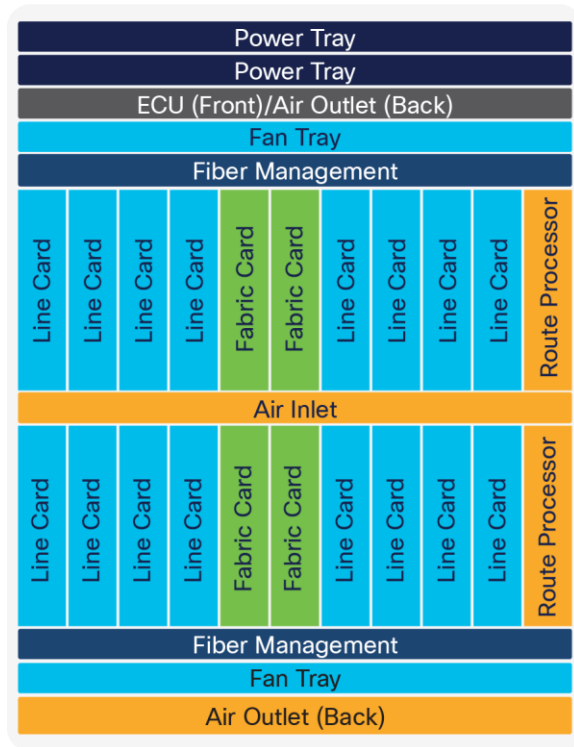 Power Tray
Power Tray
ECU (Front)/Air Outlet (Back)
Fan Tray
Fiber Management
Line Card
Line Card
Line Card
Line Card
Fabric Card
Fabric Card
Line Card
Line Card
Line Card
Line Card
Route Processor
Air Inlet
Line Card
Line Card
Line Card
Line Card
Fabric Card
Fabric Card
Line Card
Line Card
Line Card
Line Card
Route Processor
Fiber Management
Fan Tray
Air Outlet (Back)